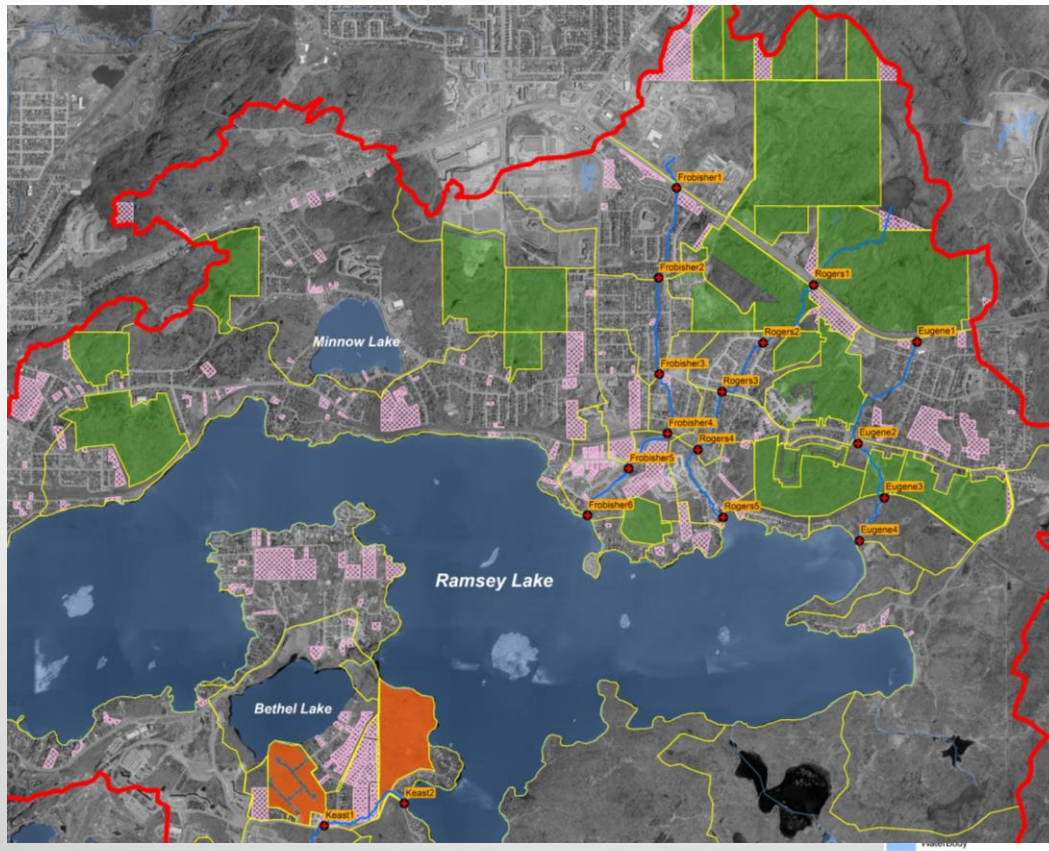 Frobisher1
Frobisher2
Rogers1
Rogers2
Eugene1
Minnow Lake
Frobisher3.
Rogers3
Frobisher4.
Rogers4
Eugene2
Frobisher5
Eugene3
Frobisher6
Rogers5
Eugene4
Ramsey Lake
Bethel Lake
Keast2
Keast1
WaterBody